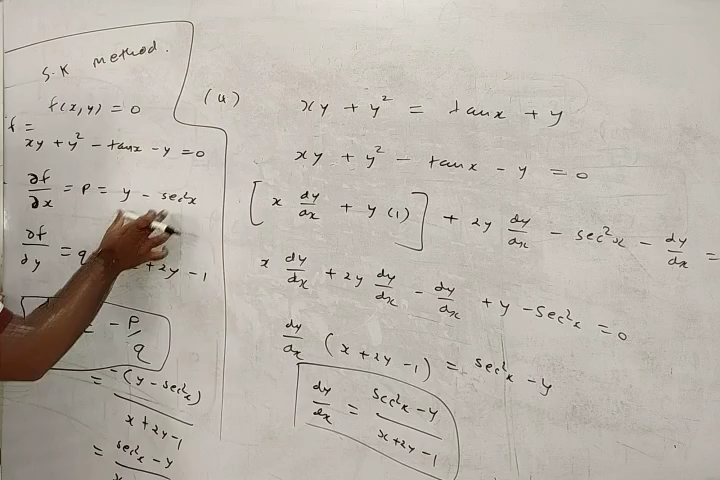 S.K method.
f(x,y) = 0
f =
xy + y² - tanx - y = 0
∂f/∂x = P = y - sec²x
∂f/∂y = q + 2y - 1
= - P/q
= -(y - sec²x)/(x + 2y - 1)
= sec²x - y
(4) xy + y² = tanx + y
xy + y² - tanx - y = 0
[x dy/dx + y(1)] + 2y dy/dx - sec²x - dy/dx =
x dy/dx + 2y dy/dx - dy/dx + y - sec²x = 0
dy/dx (x + 2y - 1) = sec²x - y
dy/dx = (sec²x - y)/(x + 2y - 1)